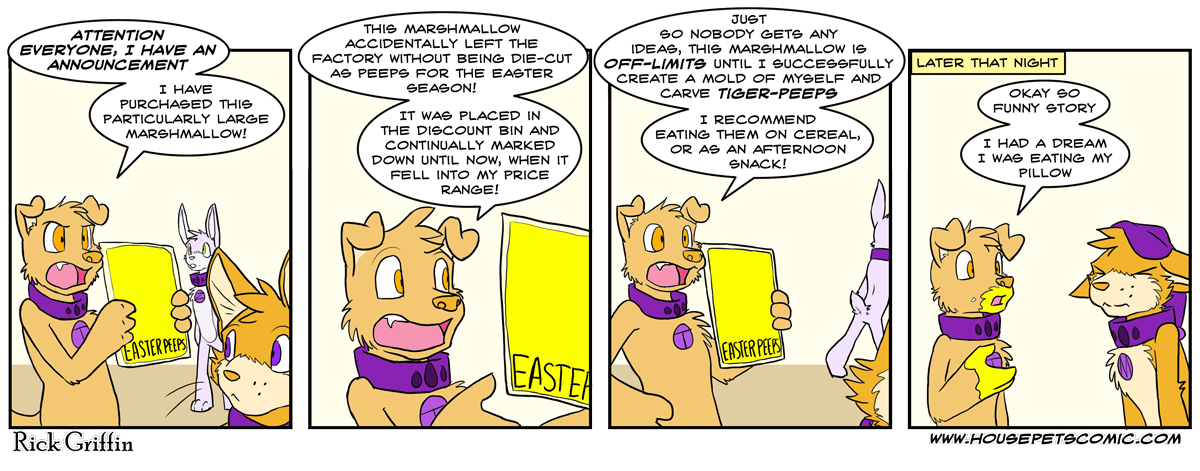 ATTENTION
EVERYONE, I HAVE AN
ANNOUNCEMENT
I HAVE
PURCHASED THIS
PARTICULARLY LARGE
MARSHMALLOW!
EASTER PEEPS
THIS MARSHMALLOW
ACCIDENTALLY LEFT THE
FACTORY WITHOUT BEING DIE-CUT
AS PEEPS FOR THE EASTER
SEASON!
IT WAS PLACED IN
THE DISCOUNT BIN AND
CONTINUALLY MARKED
DOWN UNTIL NOW, WHEN IT
FELL INTO MY PRICE
RANGE!
EASTER
JUST
SO NOBODY GETS ANY
IDEAS, THIS MARSHMALLOW IS
OFF-LIMITS UNTIL I SUCCESSFULLY
CREATE A MOLD OF MYSELF AND
CARVE TIGER-PEEPS
I RECOMMEND
EATING THEM ON CEREAL,
OR AS AN AFTERNOON
SNACK!
EASTER PEEPS
LATER THAT NIGHT
OKAY SO
FUNNY STORY
I HAD A DREAM
I WAS EATING MY
PILLOW
Rick Griffin
WWW.HOUSEPETSCOMIC.COM